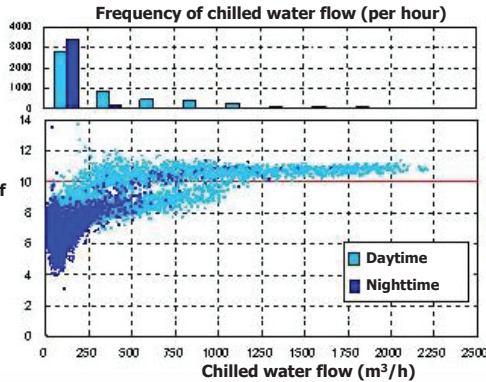 Frequency of chilled water flow (per hour)
4000
3000
2000
1000
0
14
12
f
10
8
6
4
2
0
Daytime
Nighttime
0 250 500 750 1000 1250 1500 1750 2000 2250 2500
Chilled water flow (m³/h)